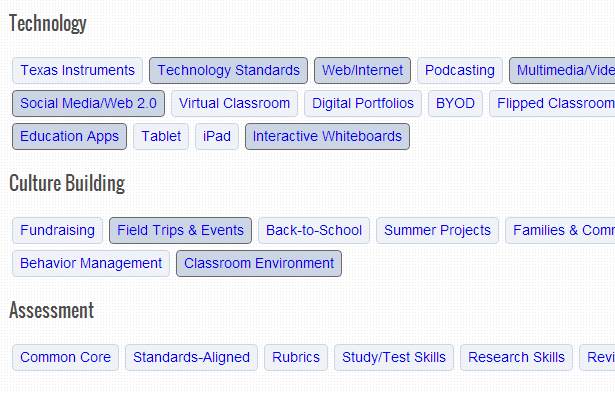 Technology
Texas Instruments Technology Standards Web/Internet Podcasting Multimedia/Vide
Social Media/Web 2.0 Virtual Classroom Digital Portfolios BYOD Flipped Classroom
Education Apps Tablet iPad Interactive Whiteboards
Culture Building
Fundraising Field Trips & Events Back-to-School Summer Projects Families & Com
Behavior Management Classroom Environment
Assessment
Common Core Standards-Aligned Rubrics Study/Test Skills Research Skills Revi